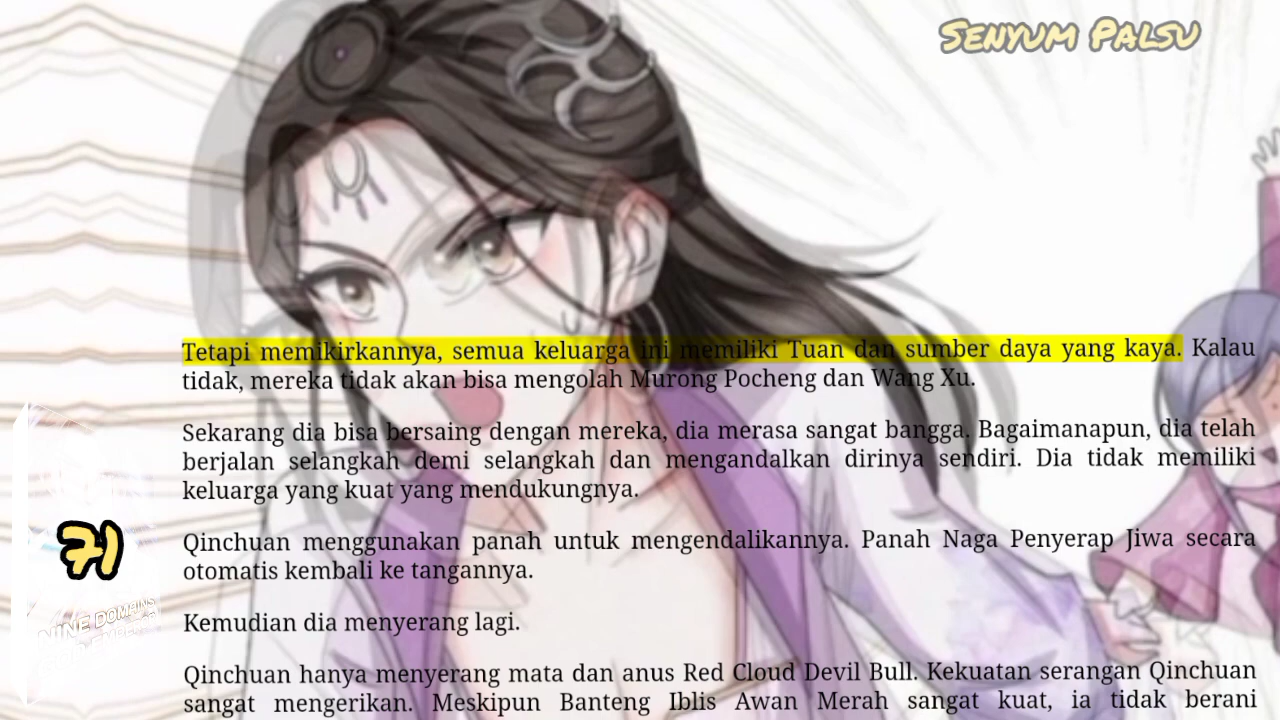 Senyum Palsu
Tetapi memikirkannya, semua keluarga ini memiliki Tuan dan sumber daya yang kaya. Kalau
tidak, mereka tidak akan bisa mengolah Murong Pocheng dan Wang Xu.
Sekarang dia bisa bersaing dengan mereka, dia merasa sangat bangga. Bagaimanapun, dia telah
berjalan selangkah demi selangkah dan mengandalkan dirinya sendiri. Dia tidak memiliki
keluarga yang kuat yang mendukungnya.
Qinchuan menggunakan panah untuk mengendalikannya. Panah Naga Penyerap Jiwa secara
otomatis kembali ke tangannya.
71
Kemudian dia menyerang lagi.
NINE DOMAINS
Qinchuan hanya menyerang mata dan anus Red Cloud Devil Bull. Kekuatan serangan Qinchuan
sangat mengerikan. Meskipun Banteng Iblis Awan Merah sangat kuat, ia tidak berani